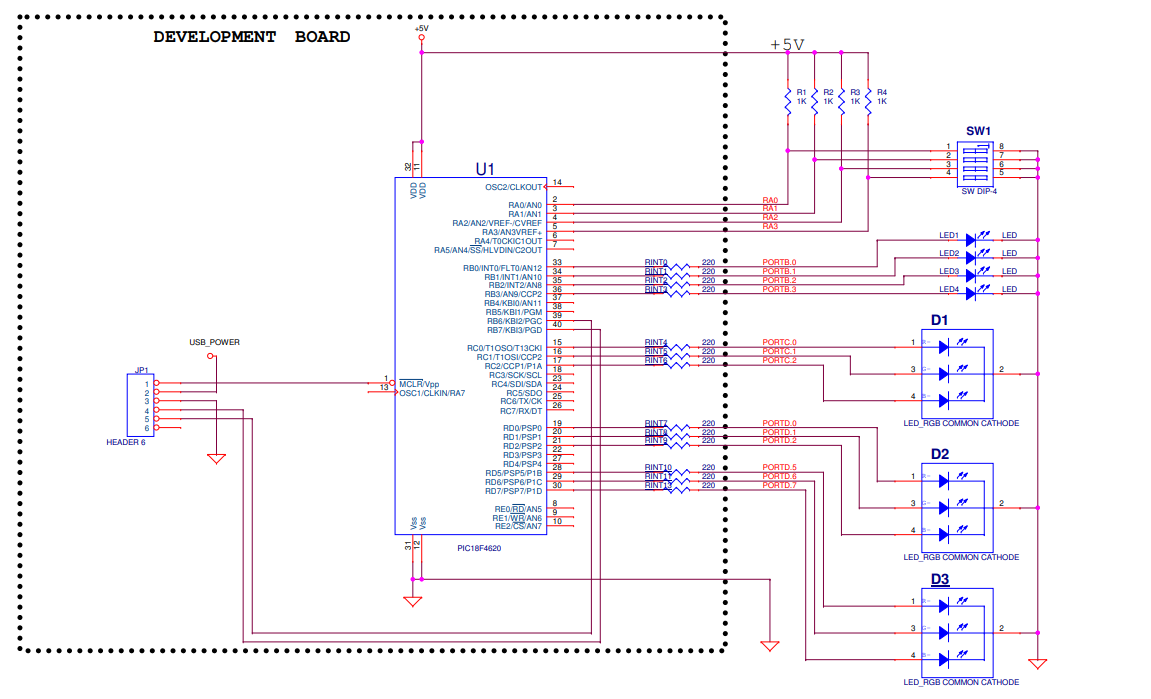 DEVELOPMENT BOARD
+5V
+5V
R1
1K
R2
1K
R3
1K
R4
1K
SW1
1
2
3
4
8
7
6
5
SW DIP-4
32
11
VDD
VDD
U1
OSC2/CLKOUT 14
RA0/AN0 2 RA0
RA1/AN1 3 RA1
RA2/AN2/VREF-/CVREF 4 RA2
RA3/AN3VREF+ 5 RA3
RA4/T0CKIC1OUT 6
RA5/AN4/SS/HLVDIN/C2OUT 7
LED1 LED
LED2 LED
LED3 LED
LED4 LED
RB0/INT0/FLT0/AN12 33 RINT0 220 PORTB.0
RB1/INT1/AN10 34 RINT1 220 PORTB.1
RB2/INT2/AN8 35 RINT2 220 PORTB.2
RB3/AN9/CCP2 36 RINT3 220 PORTB.3
RB4/KBI0/AN11 37
RB5/KBI1/PGM 38
RB6/KBI2/PGC 39
RB7/KBI3/PGD 40
RC0/T1OSO/T13CKI 15 RINT4 220 PORTC.0
RC1/T1OSI/CCP2 16 RINT5 220 PORTC.1
RC2/CCP1/P1A 17 RINT6 220 PORTC.2
RC3/SCK/SCL 18
RC4/SDI/SDA 23
RC5/SDO 24
RC6/TX/CK 25
RC7/RX/DT 26
D1
1 R~
3 G~
4 B~
2
LED_RGB COMMON CATHODE
USB_POWER
JP1
1
2
3
4
5
6
HEADER 6
1 MCLR/Vpp
13 OSC1/CLKIN/RA7
RD0/PSP0 19 RINT7 220 PORTD.0
RD1/PSP1 20 RINT8 220 PORTD.1
RD2/PSP2 21 RINT9 220 PORTD.2
RD3/PSP3 22
RD4/PSP4 27
RD5/PSP5/P1B 28 RINT10 220 PORTD.5
RD6/PSP6/P1C 29 220 PORTD.6
RD7/PSP7/P1D 30 220 PORTD.7
RE0/RD/AN5 8
RE1/WR/AN6 9
RE2/CS/AN7 10
D2
1 R~
3 G~
4 B~
2
LED_RGB COMMON CATHODE
Vss
Vss
31
12
PIC18F4620
D3
1 R~
3 G~
4 B~
2
LED_RGB COMMON CATHODE